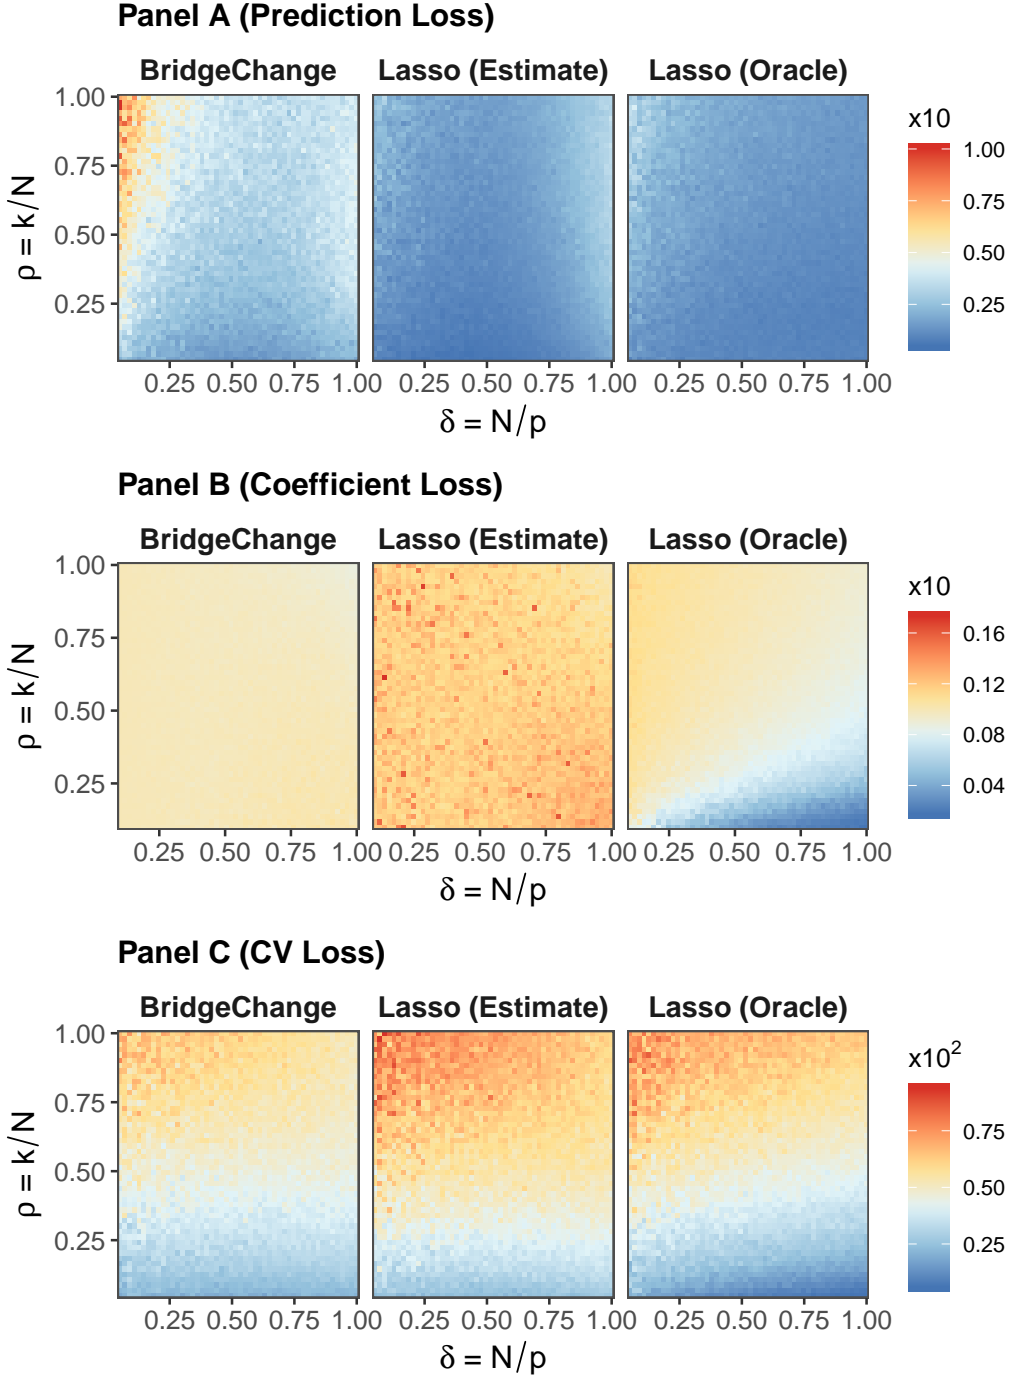 Panel A (Prediction Loss)
BridgeChange Lasso (Estimate) Lasso (Oracle)
ρ = k/N
1.00
0.75
0.50
0.25
0.25 0.50 0.75 1.00 0.25 0.50 0.75 1.00 0.25 0.50 0.75 1.00
δ = N/p
x10
1.00
0.75
0.50
0.25
Panel B (Coefficient Loss)
BridgeChange Lasso (Estimate) Lasso (Oracle)
ρ = k/N
1.00
0.75
0.50
0.25
0.25 0.50 0.75 1.00 0.25 0.50 0.75 1.00 0.25 0.50 0.75 1.00
δ = N/p
x10
0.16
0.12
0.08
0.04
Panel C (CV Loss)
BridgeChange Lasso (Estimate) Lasso (Oracle)
ρ = k/N
1.00
0.75
0.50
0.25
0.25 0.50 0.75 1.00 0.25 0.50 0.75 1.00 0.25 0.50 0.75 1.00
δ = N/p
x10²
0.75
0.50
0.25